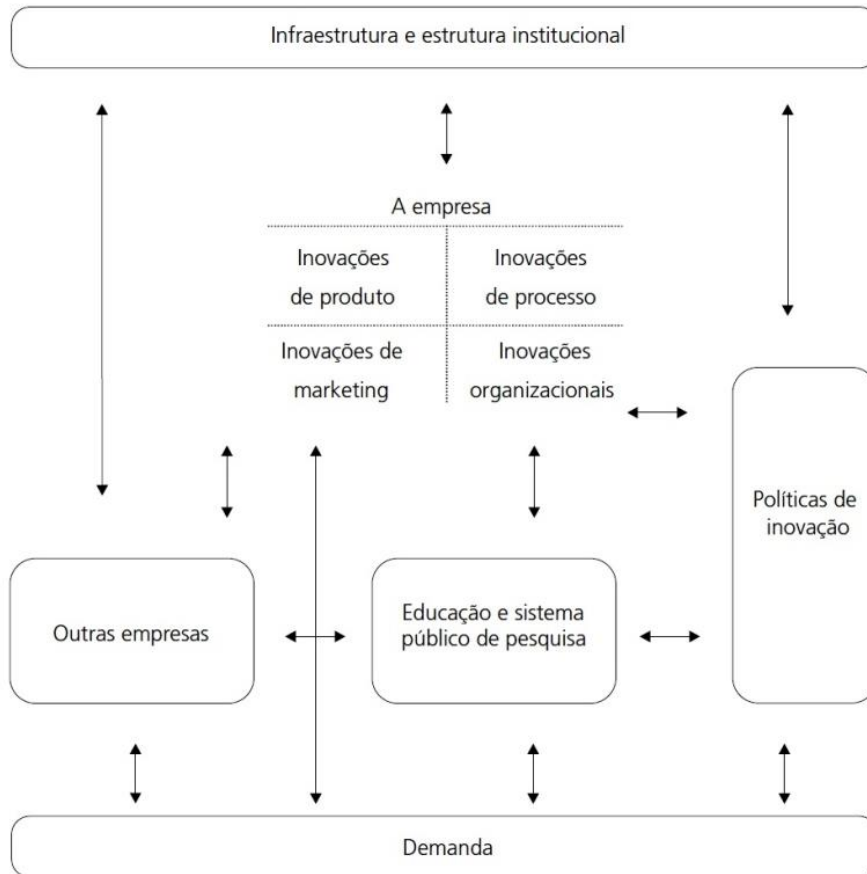 Infraestrutura e estrutura institucional
A empresa
Inovações
de produto
Inovações
de processo
Inovações de
marketing
Inovações
organizacionais
Políticas de
inovação
Outras empresas
Educação e sistema
público de pesquisa
Demanda